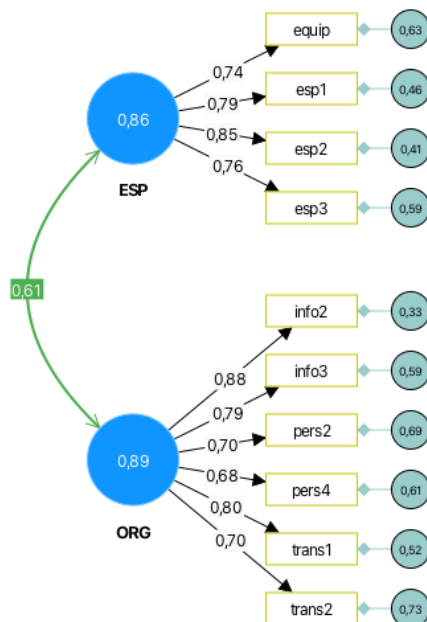 equip 0,63
0,74
0,79 esp1 0,46
0,86
0,85 esp2 0,41
0,76
ESP
esp3 0,59
0,61
info2 0,33
info3 0,59
0,88
0,79
0,70 pers2 0,69
0,89
0,68 pers4 0,61
0,80
ORG
0,70 trans1 0,52
trans2 0,73